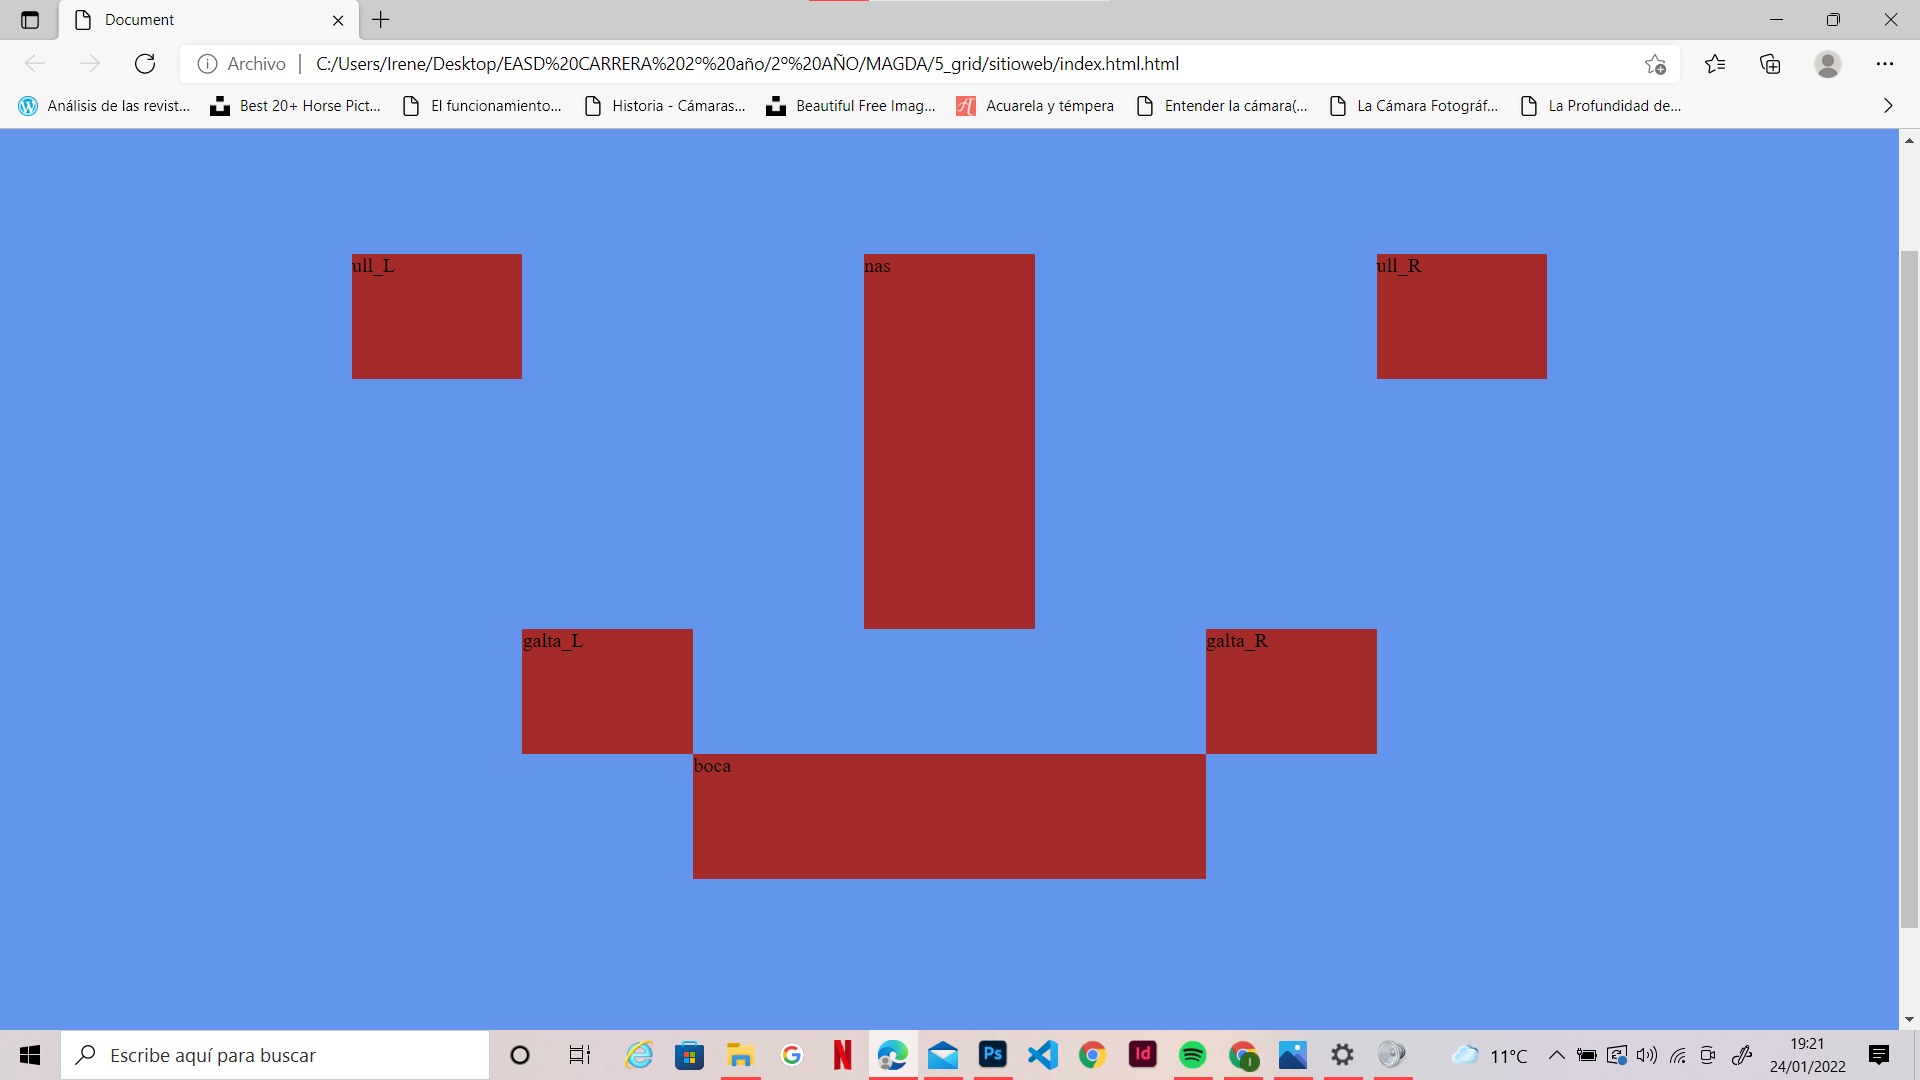 Document
Archivo | C:/Users/Irene/Desktop/EASD%20CARRERA%202º%20año/2º%20AÑO/MAGDA/5_grid/sitioweb/index.html.html
Análisis de las revist... Best 20+ Horse Pict... El funcionamiento... Historia - Cámaras... Beautiful Free Imag... Acuarela y témpera Entender la cámara(... La Cámara Fotográf... La Profundidad de...
ull_L nas ull_R
galta_L galta_R
boca
Escribe aquí para buscar Ps Id 11°C 19:21
24/01/2022